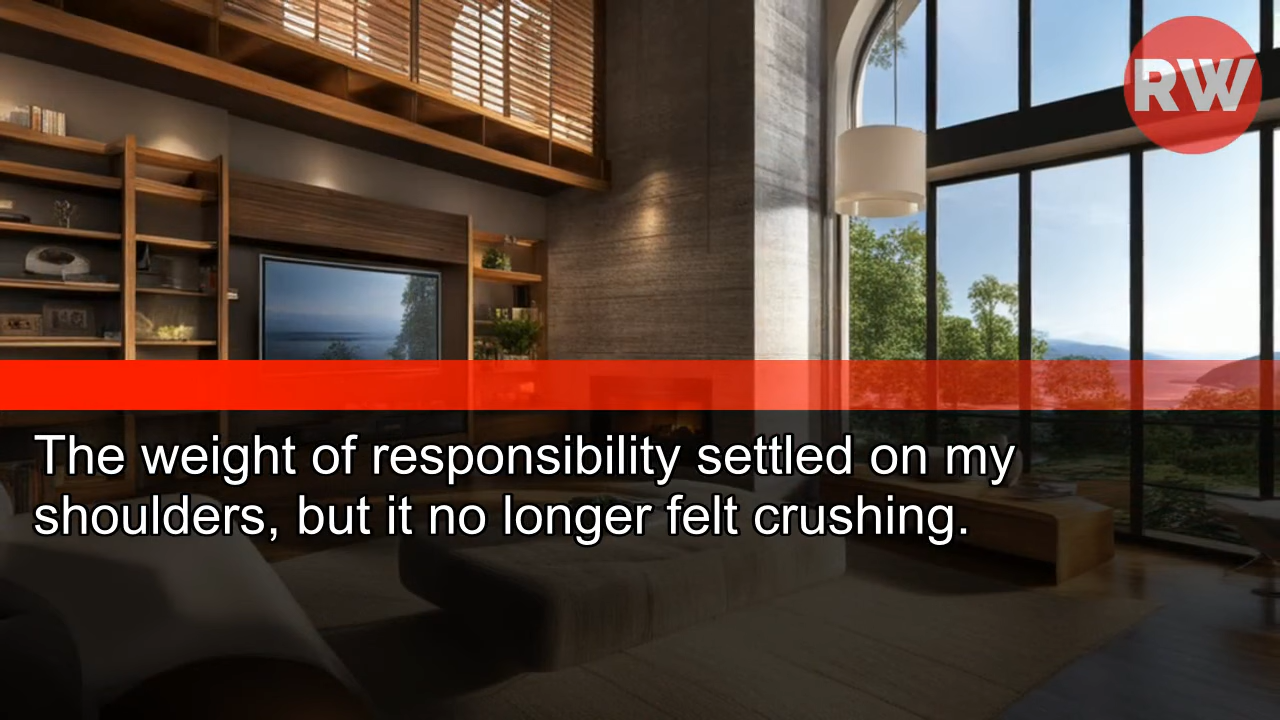 RW
The weight of responsibility settled on my
shoulders, but it no longer felt crushing.